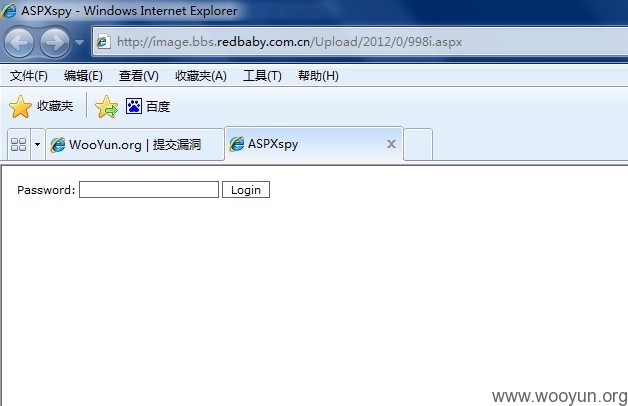 ASPXspy - Windows Internet Explorer
http://image.bbs.redbaby.com.cn/Upload/2012/0/998i.aspx
文件(F) 编辑(E) 查看(V) 收藏夹(A) 工具(T) 帮助(H)
收藏夹 百度
WooYun.org | 提交漏洞 ASPXspy
Password: Login
www.wooyun.org